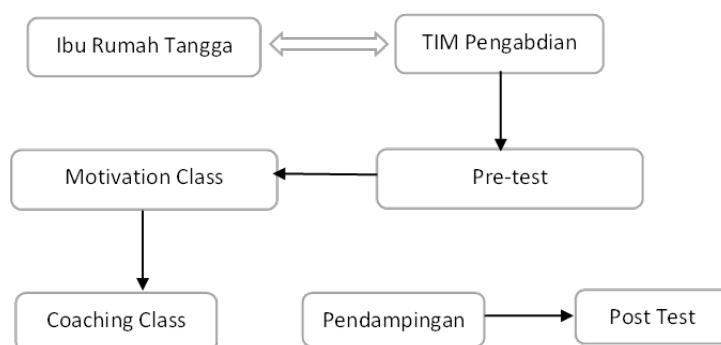 Ibu Rumah Tangga
TIM Pengabdian
Motivation Class
Pre-test
Coaching Class
Pendampingan
Post Test